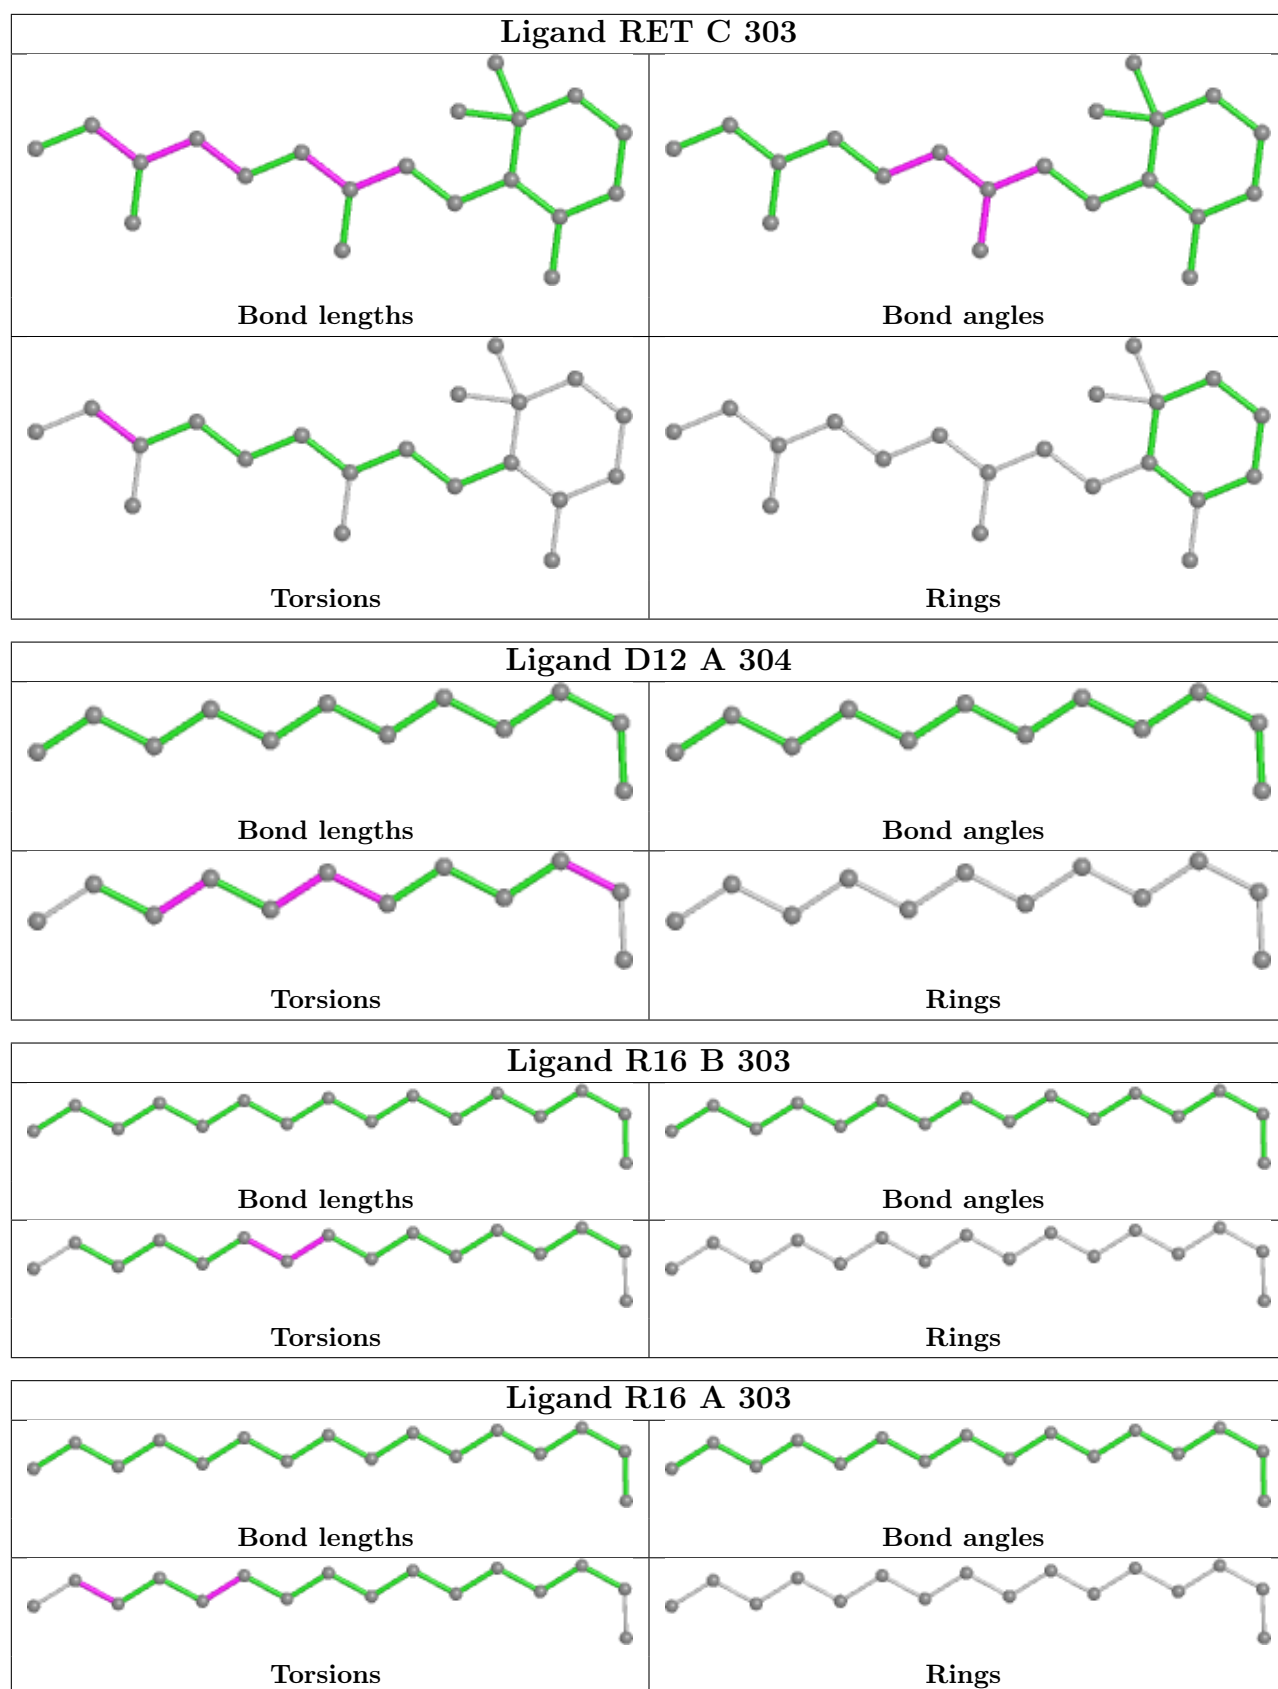 Ligand RET C 303
Bond lengths
Bond angles
Torsions
Rings
Ligand D12 A 304
Bond lengths
Bond angles
Torsions
Rings
Ligand R16 B 303
Bond lengths
Bond angles
Torsions
Rings
Ligand R16 A 303
Bond lengths
Bond angles
Torsions
Rings